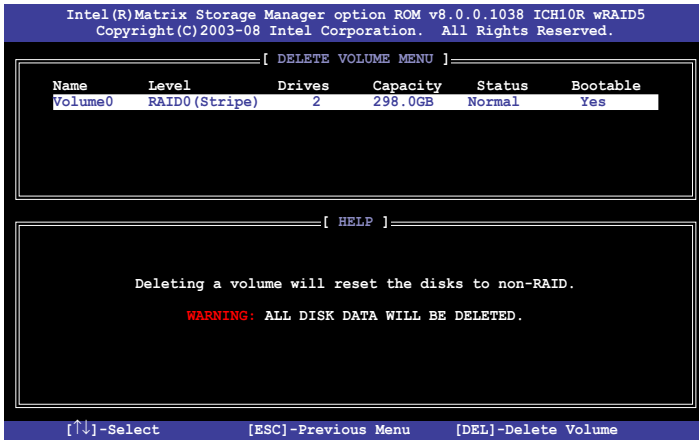 Intel(R)Matrix Storage Manager option ROM v8.0.0.1038 ICH10R wRAID5
Copyright(C)2003-08 Intel Corporation. All Rights Reserved.
[ DELETE VOLUME MENU ]
Name Level Drives Capacity Status Bootable
Volume0 RAID0(Stripe) 2 298.0GB Normal Yes
[ HELP ]
Deleting a volume will reset the disks to non-RAID.
WARNING: ALL DISK DATA WILL BE DELETED.
[↑↓]-Select [ESC]-Previous Menu [DEL]-Delete Volume